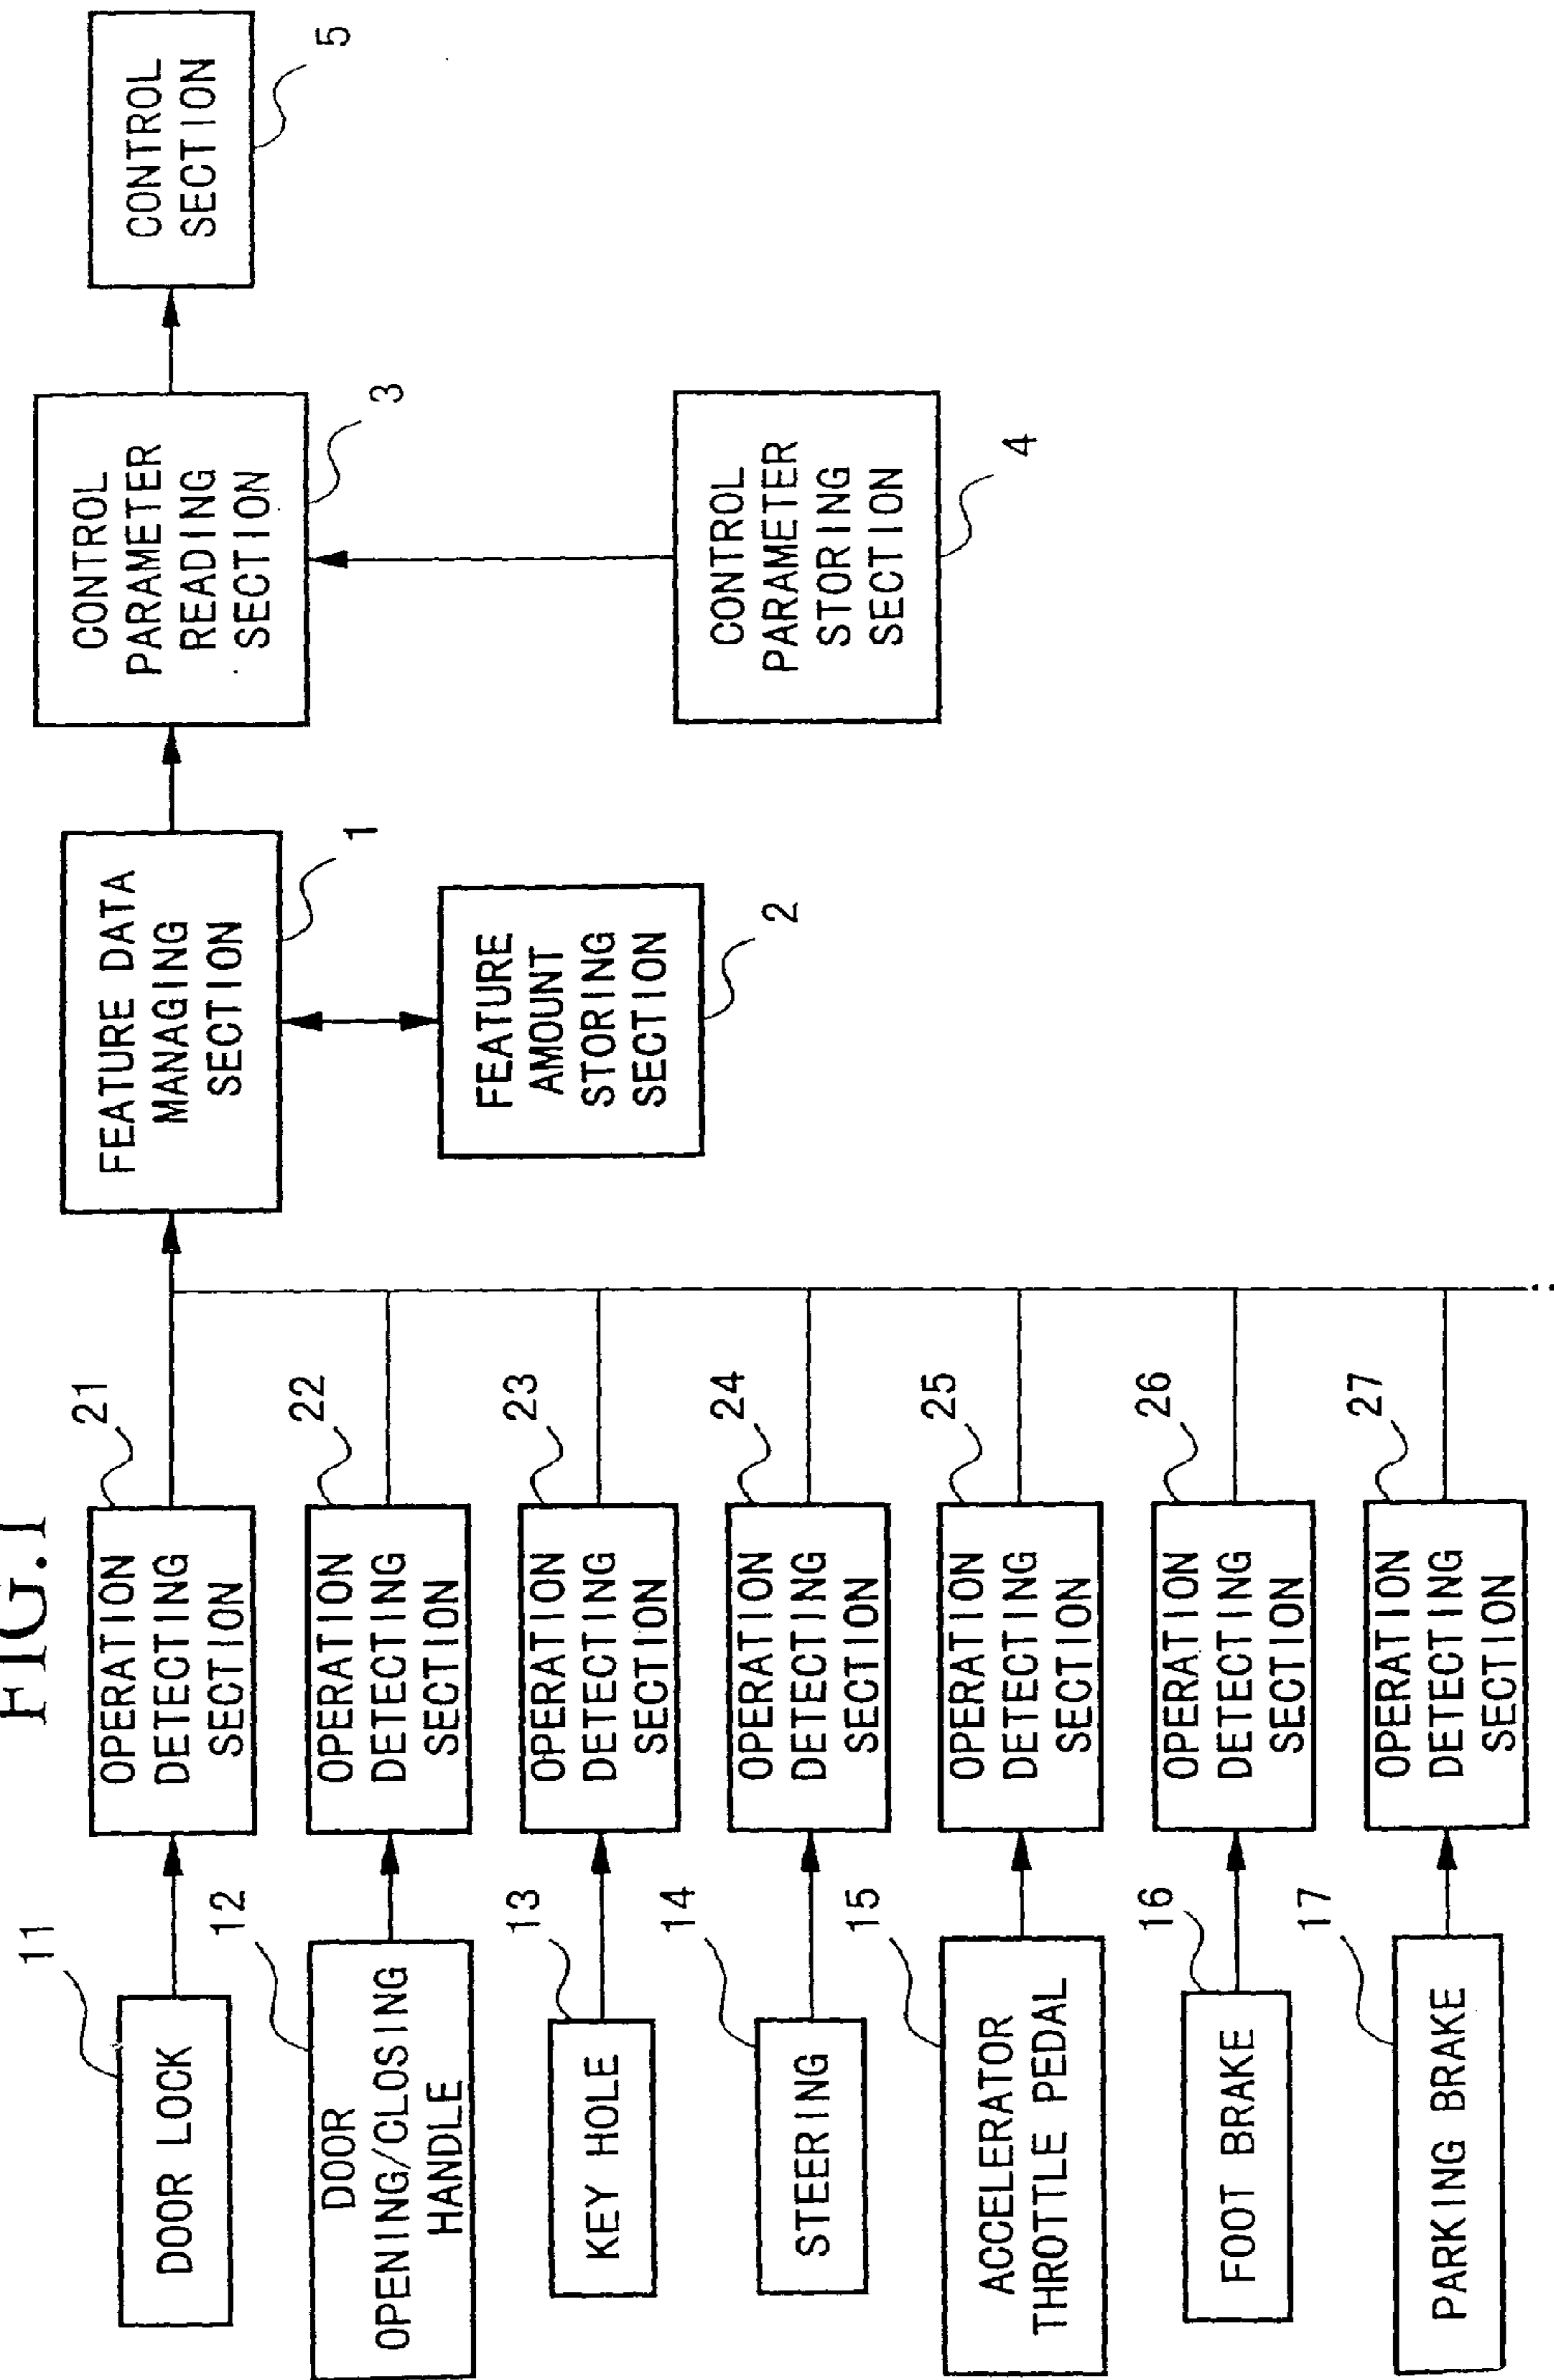 FIG.1
11
DOOR LOCK
21
OPERATION
DETECTING
SECTION
12
DOOR
OPENING/CLOSING
HANDLE
22
OPERATION
DETECTING
SECTION
13
KEY HOLE
23
OPERATION
DETECTING
SECTION
14
STEERING
24
OPERATION
DETECTING
SECTION
15
ACCELERATOR
THROTTLE PEDAL
25
OPERATION
DETECTING
SECTION
16
FOOT BRAKE
26
OPERATION
DETECTING
SECTION
17
PARKING BRAKE
27
OPERATION
DETECTING
SECTION
FEATURE DATA
MANAGING
SECTION
1
FEATURE
AMOUNT
STORING
SECTION
2
CONTROL
PARAMETER
READING
SECTION
3
CONTROL
PARAMETER
STORING
SECTION
4
CONTROL
SECTION
5